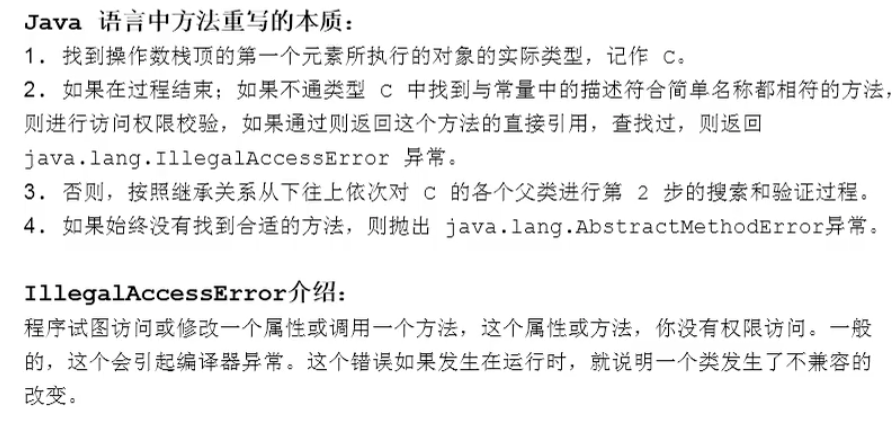 Java 语言中方法重写的本质：
1. 找到操作数栈顶的第一个元素所执行的对象的实际类型，记作 C。
2. 如果在过程结束；如果不通类型 C 中找到与常量中的描述符合简单名称都相符的方法，
则进行访问权限校验，如果通过则返回这个方法的直接引用，查找过，则返回
java.lang.IllegalAccessError 异常。
3. 否则，按照继承关系从下往上依次对 C 的各个父类进行第 2 步的搜索和验证过程。
4. 如果始终没有找到合适的方法，则抛出 java.lang.AbstractMethodError异常。
IllegalAccessError介绍：
程序试图访问或修改一个属性或调用一个方法，这个属性或方法，你没有权限访问。一般
的，这个会引起编译器异常。这个错误如果发生在运行时，就说明一个类发生了不兼容的
改变。